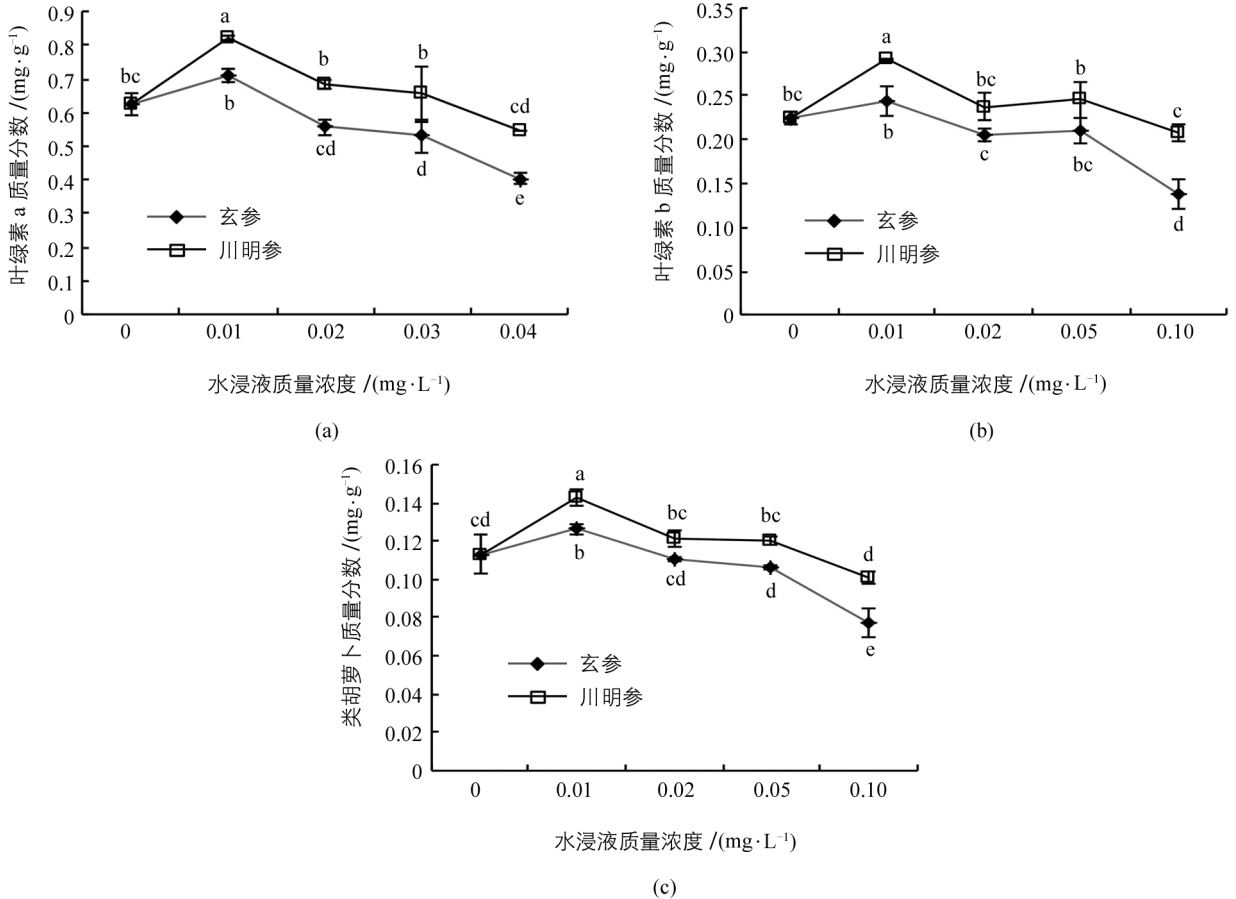 叶绿素 a 质量分数 /(mg·g⁻¹)
0.9
0.8
0.7
0.6
0.5
0.4
0.3
0.2
0.1
0
bc
a
b
b
cd
b
cd
d
e
玄参
川明参
0
0.01
0.02
0.03
0.04
水浸液质量浓度 /(mg·L⁻¹)
(a)
叶绿素 b 质量分数 /(mg·g⁻¹)
0.35
0.30
0.25
0.20
0.15
0.10
0.05
0
bc
a
bc
b
c
b
c
bc
d
玄参
川明参
0
0.01
0.02
0.05
0.10
水浸液质量浓度 /(mg·L⁻¹)
(b)
类胡萝卜质量分数 /(mg·g⁻¹)
0.16
0.14
0.12
0.10
0.08
0.06
0.04
0.02
0
cd
a
bc
bc
d
b
cd
d
e
玄参
川明参
0
0.01
0.02
0.05
0.10
水浸液质量浓度 /(mg·L⁻¹)
(c)